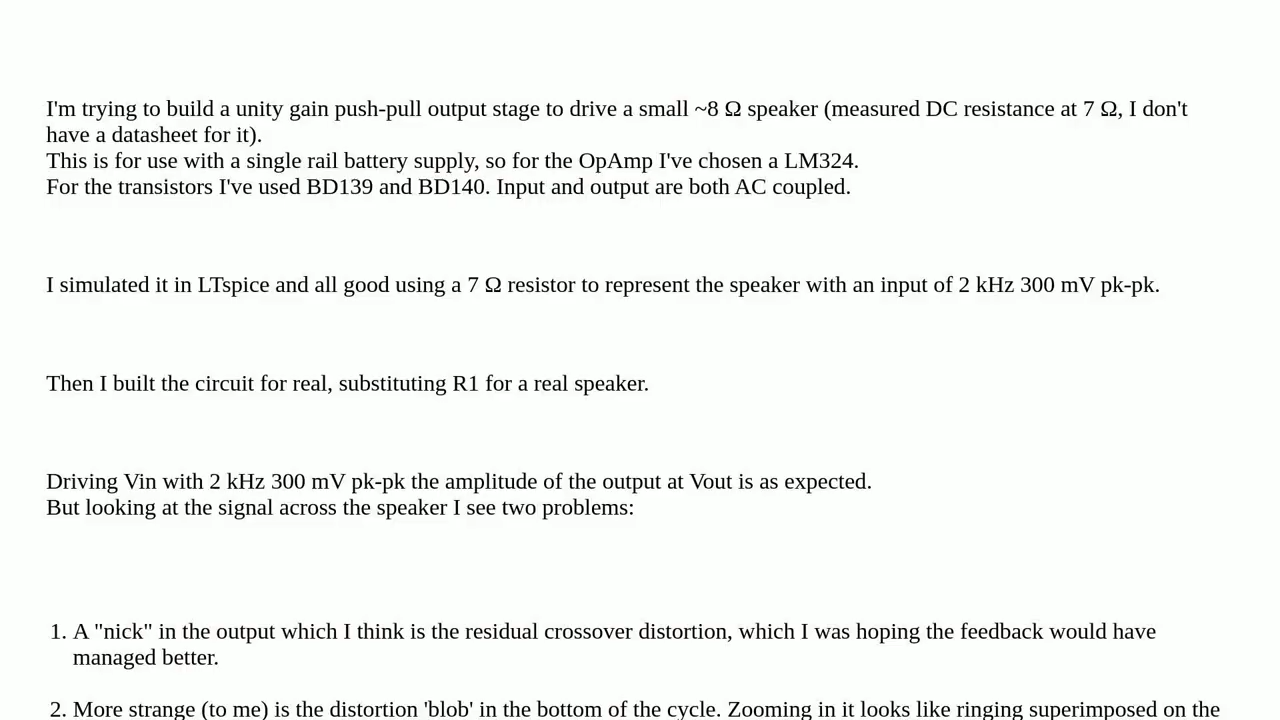 I'm trying to build a unity gain push-pull output stage to drive a small ~8 Ω speaker (measured DC resistance at 7 Ω, I don't
have a datasheet for it).
This is for use with a single rail battery supply, so for the OpAmp I've chosen a LM324.
For the transistors I've used BD139 and BD140. Input and output are both AC coupled.
I simulated it in LTspice and all good using a 7 Ω resistor to represent the speaker with an input of 2 kHz 300 mV pk-pk.
Then I built the circuit for real, substituting R1 for a real speaker.
Driving Vin with 2 kHz 300 mV pk-pk the amplitude of the output at Vout is as expected.
But looking at the signal across the speaker I see two problems:
1. A "nick" in the output which I think is the residual crossover distortion, which I was hoping the feedback would have
managed better.
2. More strange (to me) is the distortion 'blob' in the bottom of the cycle. Zooming in it looks like ringing superimposed on the